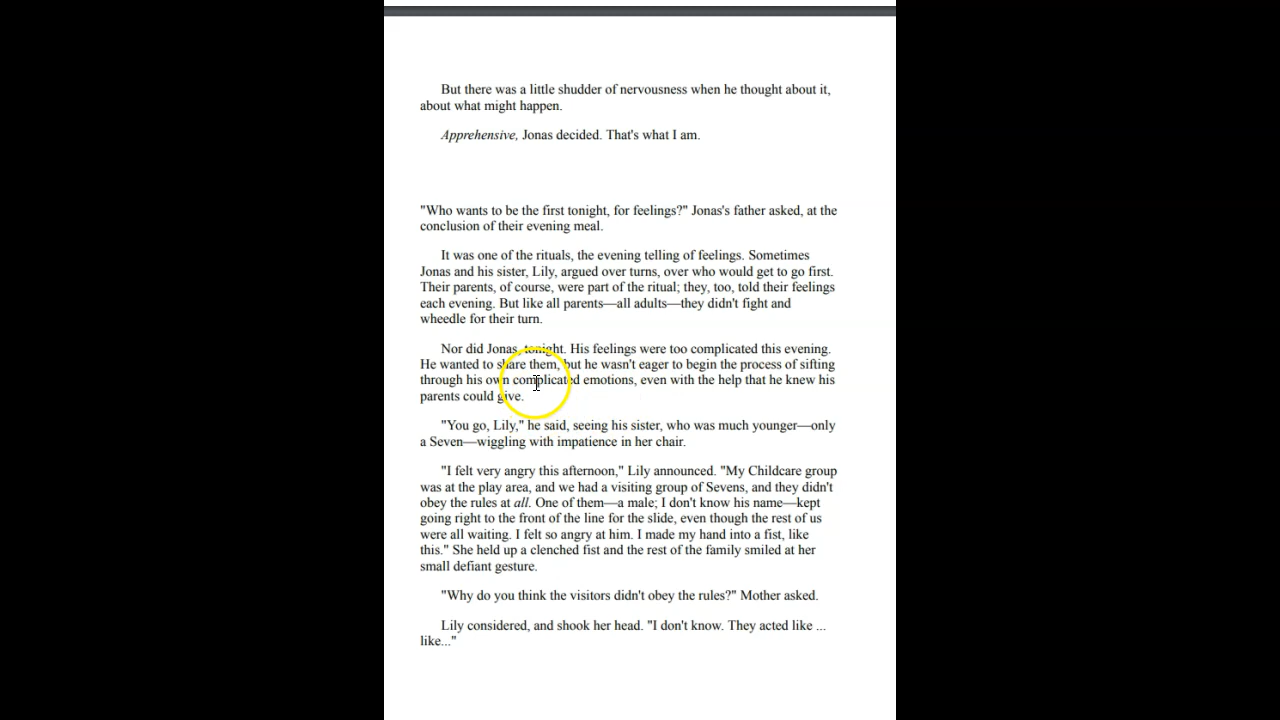 But there was a little shudder of nervousness when he thought about it,
about what might happen.
Apprehensive, Jonas decided. That's what I am.
"Who wants to be the first tonight, for feelings?" Jonas's father asked, at the
conclusion of their evening meal.
It was one of the rituals, the evening telling of feelings. Sometimes
Jonas and his sister, Lily, argued over turns, over who would get to go first.
Their parents, of course, were part of the ritual; they, too, told their feelings
each evening. But like all parents—all adults—they didn't fight and
wheedle for their turn.
Nor did Jonas, tonight. His feelings were too complicated this evening.
He wanted to share them, but he wasn't eager to begin the process of sifting
through his own complicated emotions, even with the help that he knew his
parents could give.
"You go, Lily," he said, seeing his sister, who was much younger—only
a Seven—wiggling with impatience in her chair.
"I felt very angry this afternoon," Lily announced. "My Childcare group
was at the play area, and we had a visiting group of Sevens, and they didn't
obey the rules at all. One of them—a male; I don't know his name—kept
going right to the front of the line for the slide, even though the rest of us
were all waiting. I felt so angry at him. I made my hand into a fist, like
this." She held up a clenched fist and the rest of the family smiled at her
small defiant gesture.
"Why do you think the visitors didn't obey the rules?" Mother asked.
Lily considered, and shook her head. "I don't know. They acted like ...
like..."